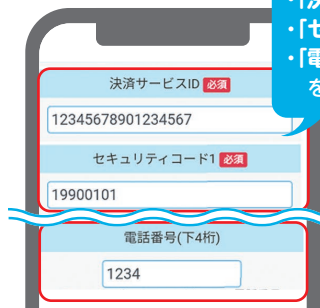 ・「決
・「セ
・「電
を
決済サービスID 必須
12345678901234567
セキュリティコード1 必須
19900101
電話番号(下4桁)
1234